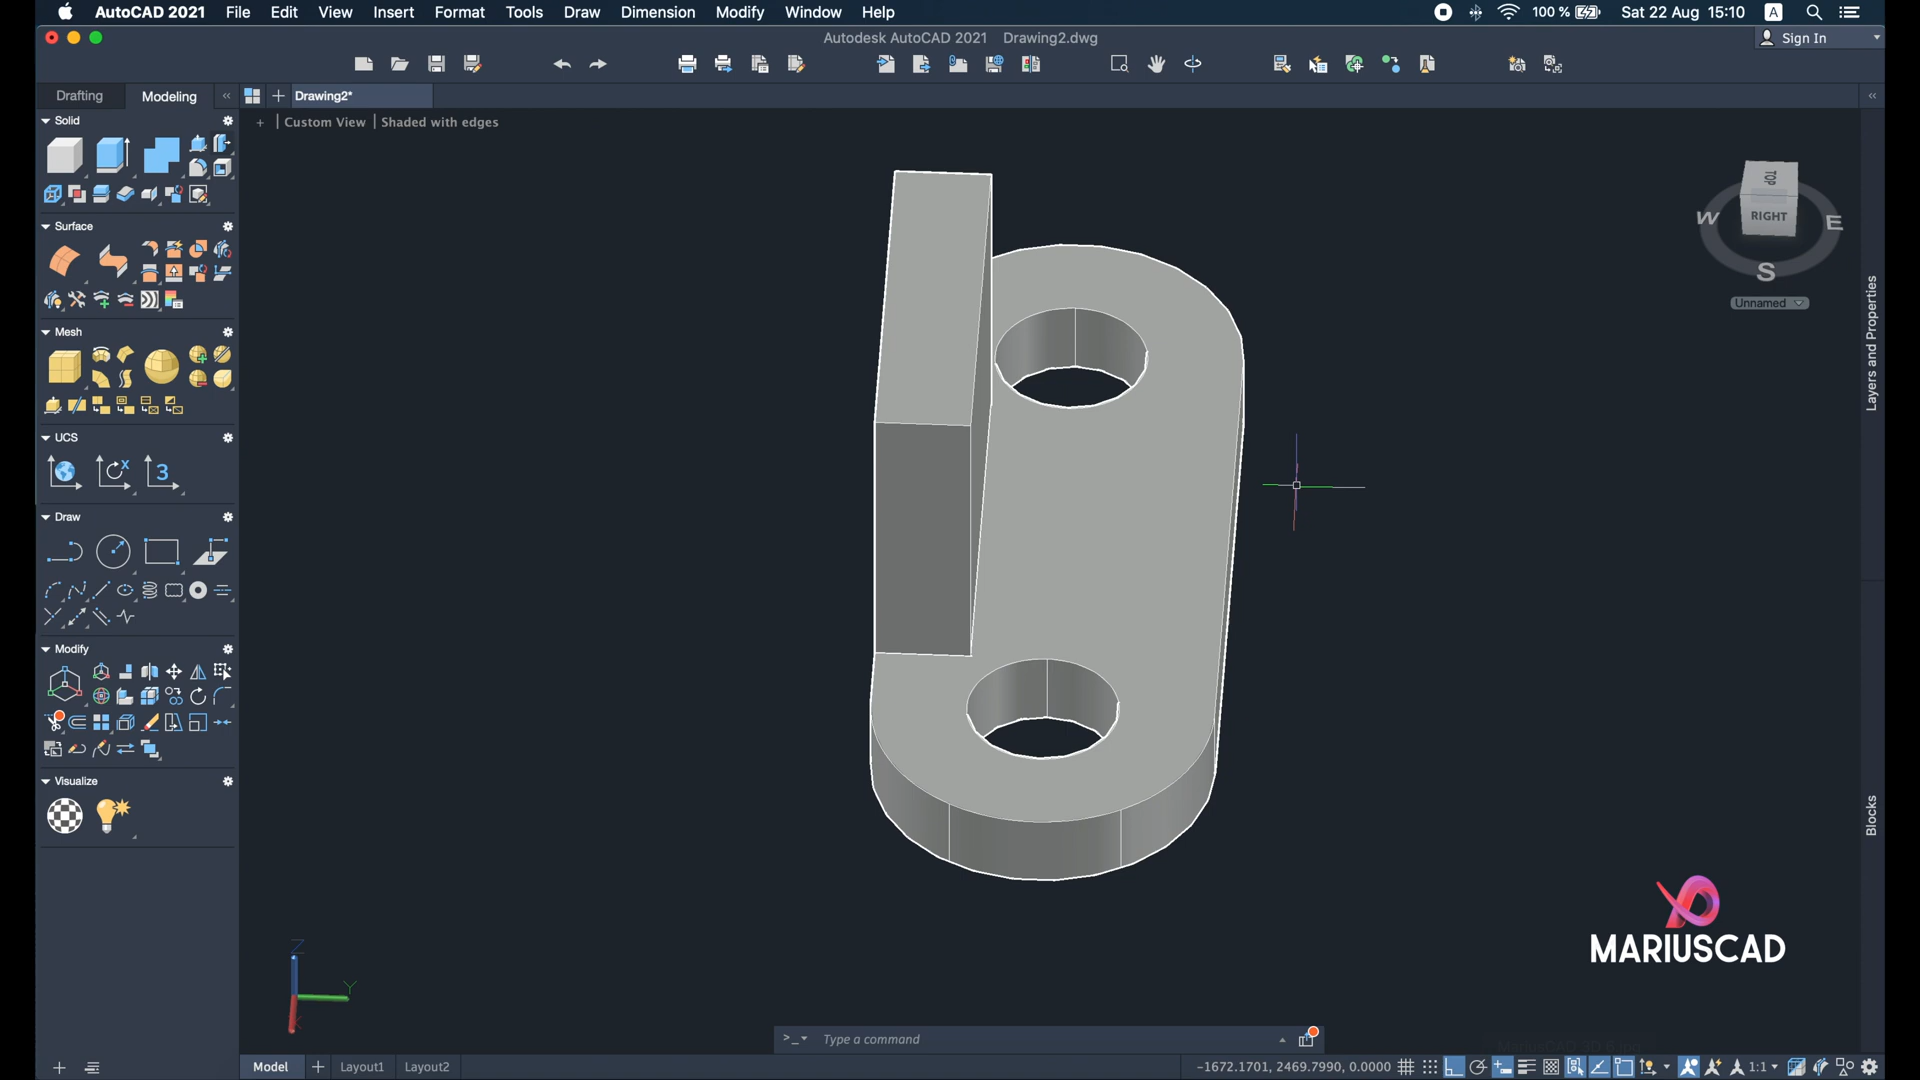 AutoCAD 2021 File Edit View Insert Format Tools Draw Dimension Modify Window Help 100 % Sat 22 Aug 15:10 A
Autodesk AutoCAD 2021 Drawing2.dwg
Sign In
Drafting Modeling « + Drawing2* «
Solid
+ | Custom View | Shaded with edges
TOP
RIGHT
W E
S
Unnamed
Surface
Mesh
UCS
X 3
Draw
Modify
Visualize
Layers and Properties
Blocks
MARIUSCAD
Z
Y
X
>_ Type a command
Model + Layout1 Layout2 -1672.1701, 2469.7990, 0.0000 1:1